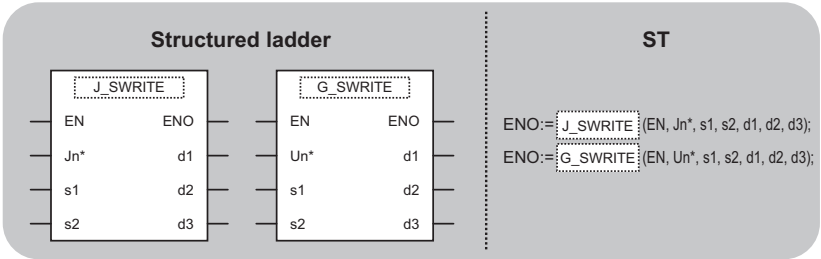 Structured ladder
ST
J_SWRITE
G_SWRITE
EN ENO
EN ENO
Jn* d1
Un* d1
s1 d2
s1 d2
s2 d3
s2 d3
ENO:= J_SWRITE (EN, Jn*, s1, s2, d1, d2, d3);
ENO:= G_SWRITE (EN, Un*, s1, s2, d1, d2, d3);